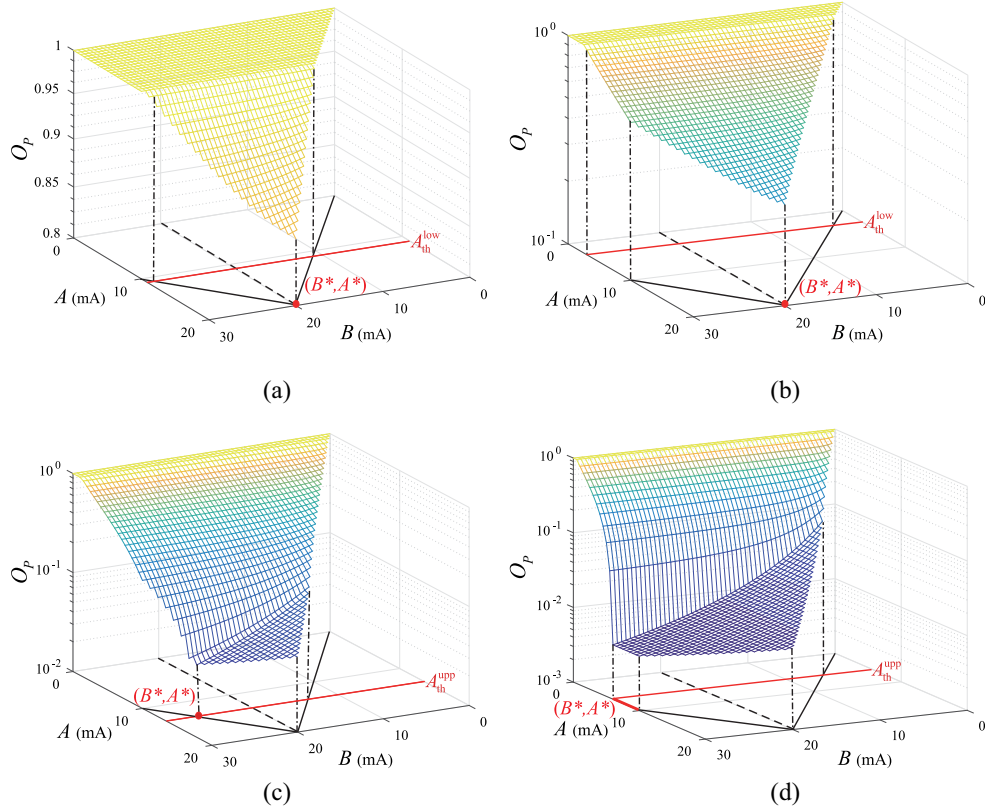 1
0.95
0.9
0.85
0.8
O_P
0
10
20
A (mA)
30
20
10
0
B (mA)
A_th^low
(B*,A*)
(a)
10^0
10^-1
O_P
0
10
20
A (mA)
30
20
10
0
B (mA)
A_th^low
(B*,A*)
(b)
10^0
10^-1
10^-2
O_P
0
10
20
A (mA)
30
20
10
0
B (mA)
A_th^upp
(B*,A*)
(c)
10^0
10^-1
10^-2
10^-3
O_P
0
10
20
A (mA)
30
20
10
0
B (mA)
A_th^upp
(B*,A*)
(d)